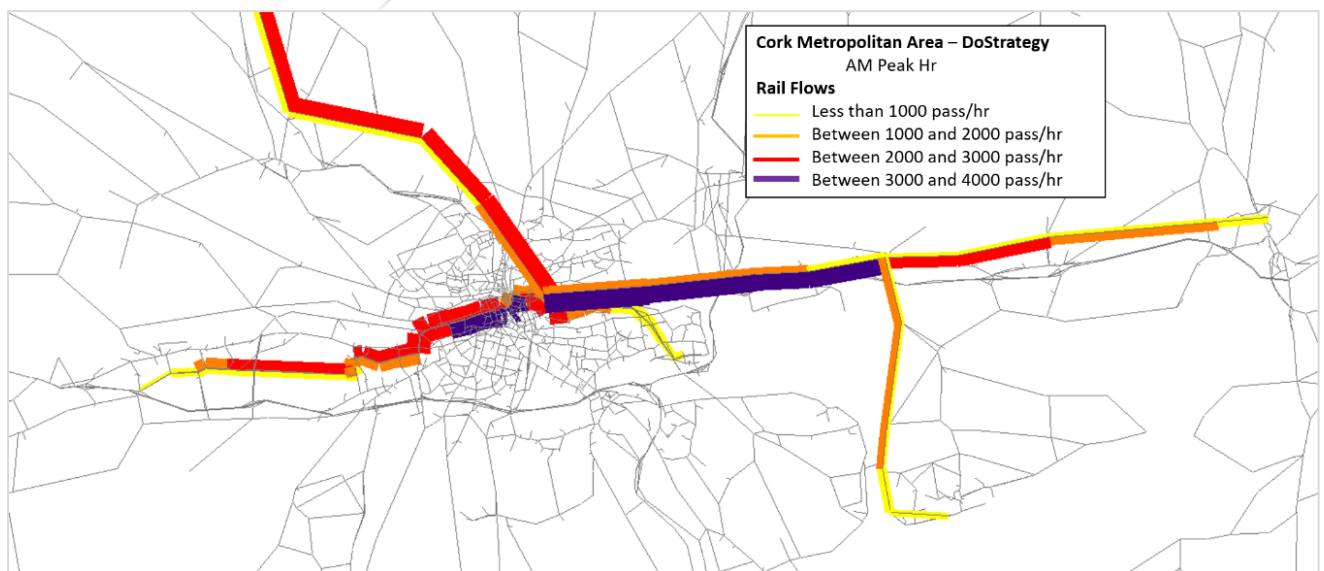 Cork Metropolitan Area – DoStrategy
AM Peak Hr
Rail Flows
Less than 1000 pass/hr
Between 1000 and 2000 pass/hr
Between 2000 and 3000 pass/hr
Between 3000 and 4000 pass/hr